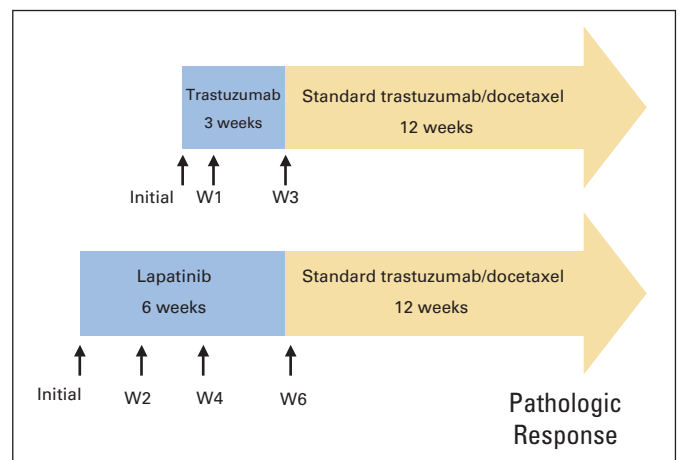 Trastuzumab
3 weeks
Standard trastuzumab/docetaxel
12 weeks
Initial W1 W3
Lapatinib
6 weeks
Standard trastuzumab/docetaxel
12 weeks
Initial W2 W4 W6
Pathologic
Response